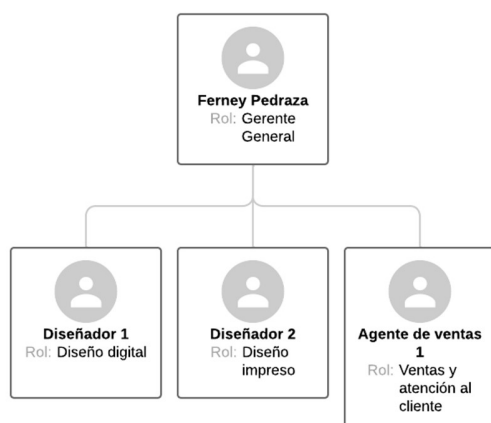 Ferney Pedraza
Rol: Gerente
General
Diseñador 1
Rol: Diseño digital
Diseñador 2
Rol: Diseño
impreso
Agente de ventas
1
Rol: Ventas y
atención al
cliente